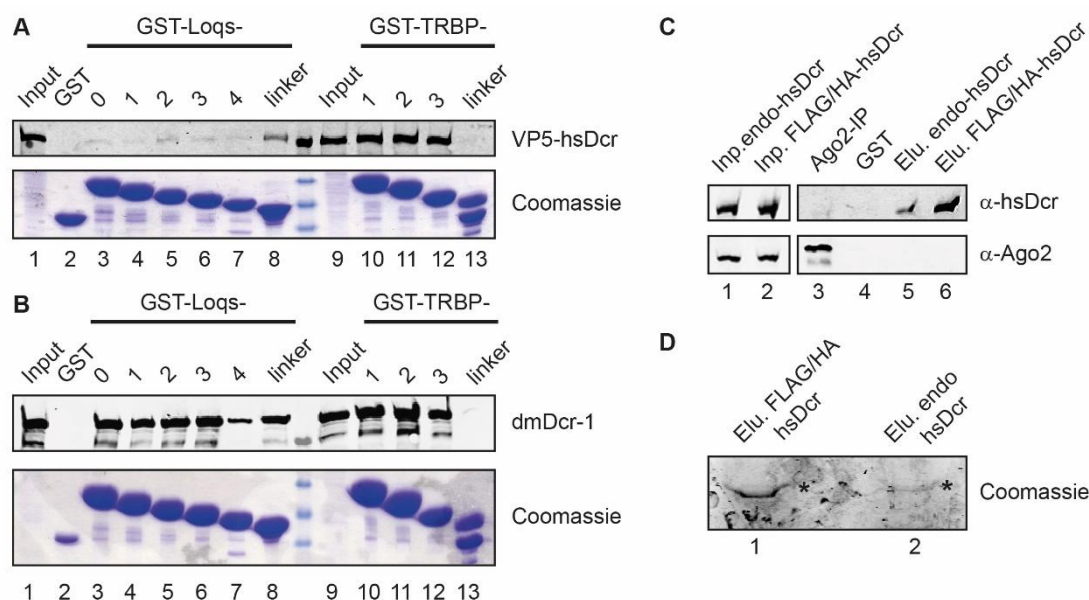 A
GST-Loqs-
GST-TRBP-
Input
GST
0
1
2
3
4
linker
Input
1
2
3
linker
VP5-hsDcr
Coomassie
1 2 3 4 5 6 7 8 9 10 11 12 13
B
GST-Loqs-
GST-TRBP-
Input
GST
0
1
2
3
4
linker
Input
1
2
3
linker
dmDcr-1
Coomassie
1 2 3 4 5 6 7 8 9 10 11 12 13
C
Inp.endo-hsDcr
Inp. FLAG/HA-hsDcr
Ago2-IP
GST
Elu. endo-hsDcr
Elu. FLAG/HA-hsDcr
α-hsDcr
α-Ago2
1 2 3 4 5 6
D
Elu. FLAG/HA
hsDcr
Elu. endo
hsDcr
* *
Coomassie
1 2